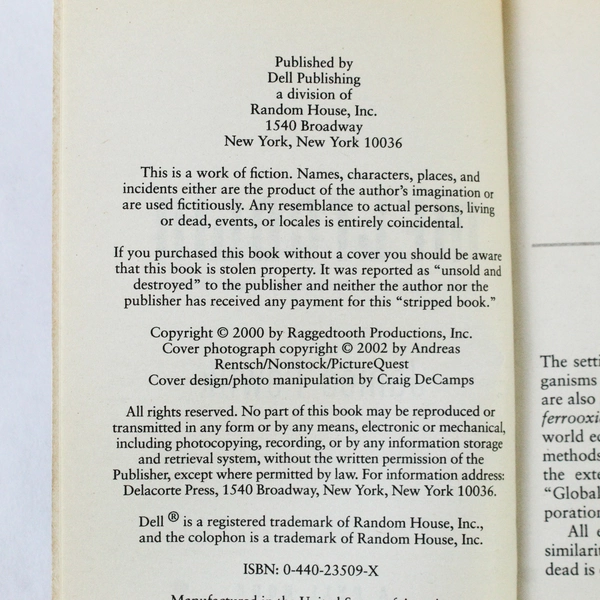 Published by
Dell Publishing
a division of
Random House, Inc.
1540 Broadway
New York, New York 10036
This is a work of fiction. Names, characters, places, and
incidents either are the product of the author's imagination or
are used fictitiously. Any resemblance to actual persons, living
or dead, events, or locales is entirely coincidental.
If you purchased this book without a cover you should be aware
that this book is stolen property. It was reported as “unsold and
destroyed” to the publisher and neither the author nor the
publisher has received any payment for this “stripped book.”
Copyright © 2000 by Raggedtooth Productions, Inc.
Cover photograph copyright © 2002 by Andreas
Rentsch/Nonstock/PictureQuest
Cover design/photo manipulation by Craig DeCamps
All rights reserved. No part of this book may be reproduced or
transmitted in any form or by any means, electronic or mechanical,
including photocopying, recording, or by any information storage
and retrieval system, without the written permission of the
Publisher, except where permitted by law. For information address:
Delacorte Press, 1540 Broadway, New York, New York 10036.
Dell ® is a registered trademark of Random House, Inc.,
and the colophon is a trademark of Random House, Inc.
ISBN: 0-440-23509-X
Manufactured in the United States of
The setti
ganisms
are also
ferrooxi
world ec
methods
the exte
“Global
poration
All e
similarit
dead is